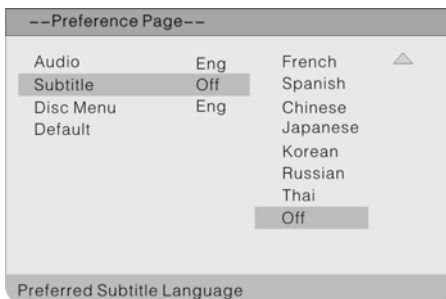 --Preference Page--
Audio Eng
Subtitle Off
Disc Menu Eng
Default
French
Spanish
Chinese
Japanese
Korean
Russian
Thai
Off
Preferred Subtitle Language